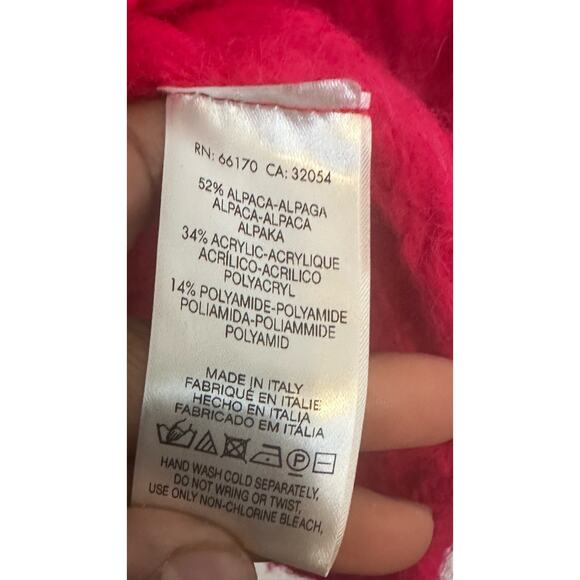 RN: 66170 CA: 32054
52% ALPACA-ALPAGA
ALPACA-ALPACA
ALPAKA
34% ACRYLIC-ACRYLIQUE
ACRÍLICO-ACRILICO
POLYACRYL
14% POLYAMIDE-POLYAMIDE
POLIAMIDA-POLIAMMIDE
POLYAMID
MADE IN ITALY
FABRIQUÉ EN ITALIE
HECHO EN ITALIA
FABRICADO EM ITÁLIA
P
HAND WASH COLD SEPARATELY,
DO NOT WRING OR TWIST,
USE ONLY NON-CHLORINE BLEACH,